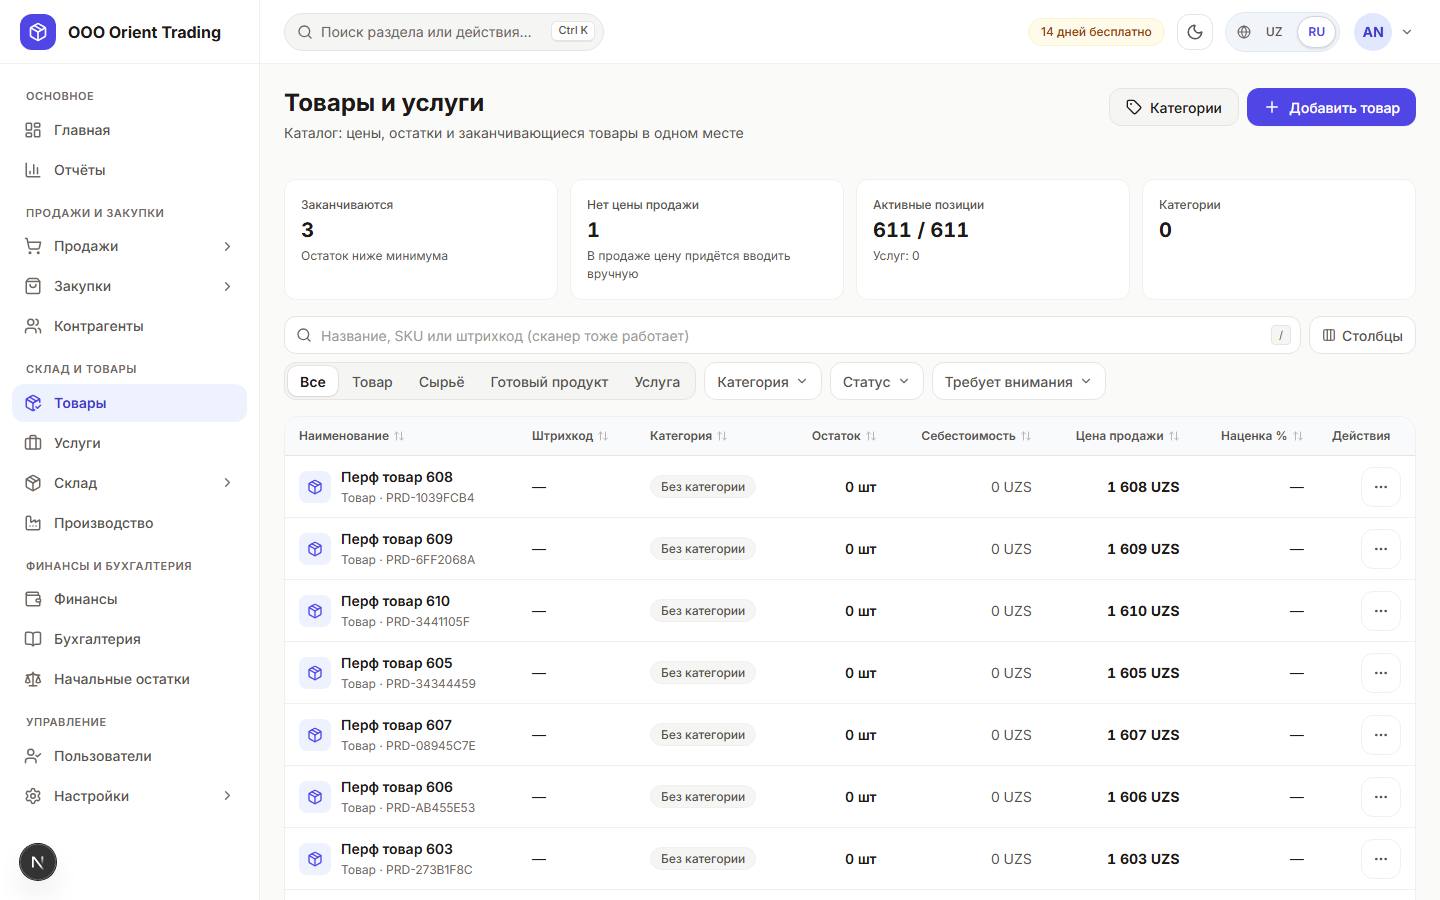 ООО Orient Trading
Поиск раздела или действия...
Ctrl K
14 дней бесплатно
UZ
RU
AN
ОСНОВНОЕ
Главная
Отчёты
ПРОДАЖИ И ЗАКУПКИ
Продажи
Закупки
Контрагенты
СКЛАД И ТОВАРЫ
Товары
Услуги
Склад
Производство
ФИНАНСЫ И БУХГАЛТЕРИЯ
Финансы
Бухгалтерия
Начальные остатки
УПРАВЛЕНИЕ
Пользователи
Настройки
N
Товары и услуги
Каталог: цены, остатки и заканчивающиеся товары в одном месте
Категории
Добавить товар
Заканчиваются
3
Остаток ниже минимума
Нет цены продажи
1
В продаже цену придётся вводить
вручную
Активные позиции
611 / 611
Услуг: 0
Категории
0
Название, SKU или штрихкод (сканер тоже работает)
/
Столбцы
Все Товар Сырьё Готовый продукт Услуга
Категория
Статус
Требует внимания
Наименование Штрихкод Категория Остаток Себестоимость Цена продажи Наценка % Действия
Перф товар 608
Товар · PRD-1039FCB4
— Без категории 0 шт 0 UZS 1 608 UZS —
Перф товар 609
Товар · PRD-6FF2068A
— Без категории 0 шт 0 UZS 1 609 UZS —
Перф товар 610
Товар · PRD-3441105F
— Без категории 0 шт 0 UZS 1 610 UZS —
Перф товар 605
Товар · PRD-34344459
— Без категории 0 шт 0 UZS 1 605 UZS —
Перф товар 607
Товар · PRD-08945C7E
— Без категории 0 шт 0 UZS 1 607 UZS —
Перф товар 606
Товар · PRD-AB455E53
— Без категории 0 шт 0 UZS 1 606 UZS —
Перф товар 603
Товар · PRD-273B1F8C
— Без категории 0 шт 0 UZS 1 603 UZS —